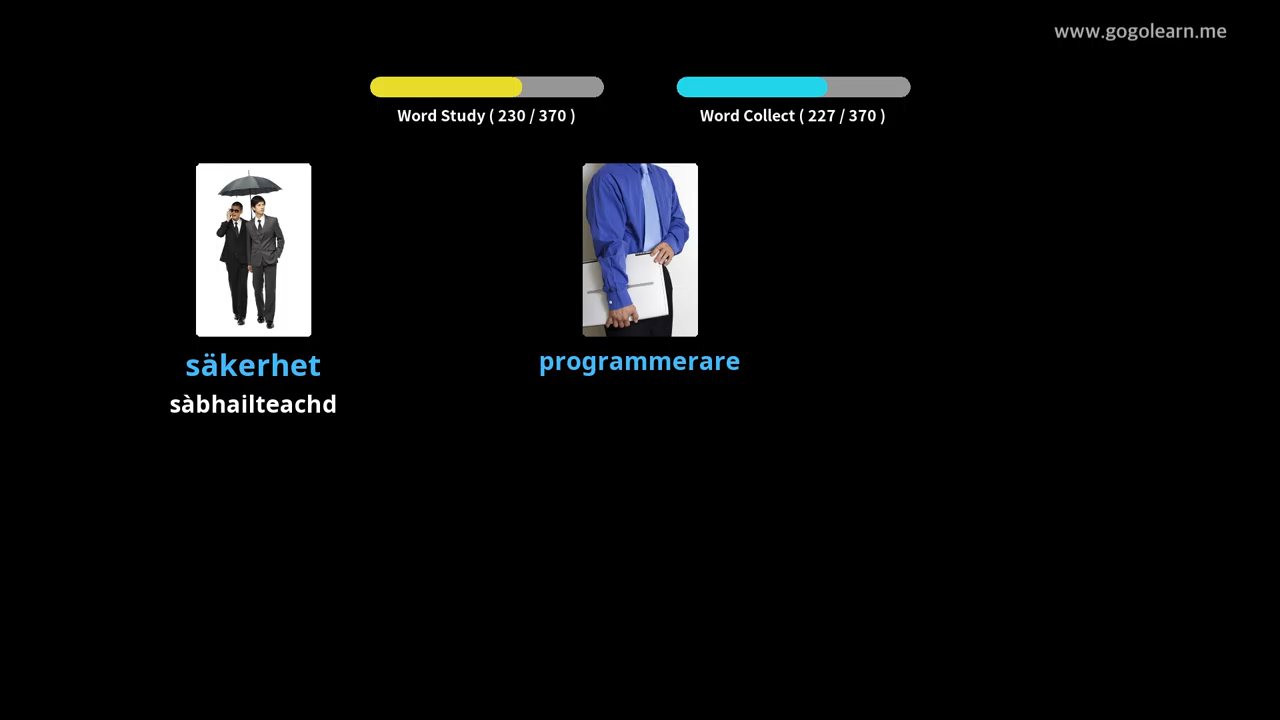 www.gogolearn.me
Word Study ( 230 / 370 )
Word Collect ( 227 / 370 )
säkerhet
sàbhailteachd
programmerare